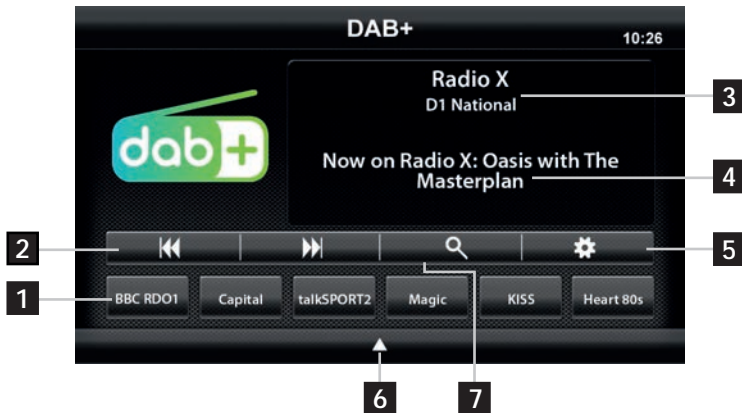 DAB+
10:26
dab+
Radio X
D1 National
3
Now on Radio X: Oasis with The
Masterplan
4
2
5
1
BBC RDO1 Capital talkSPORT2 Magic KISS Heart 80s
6 7